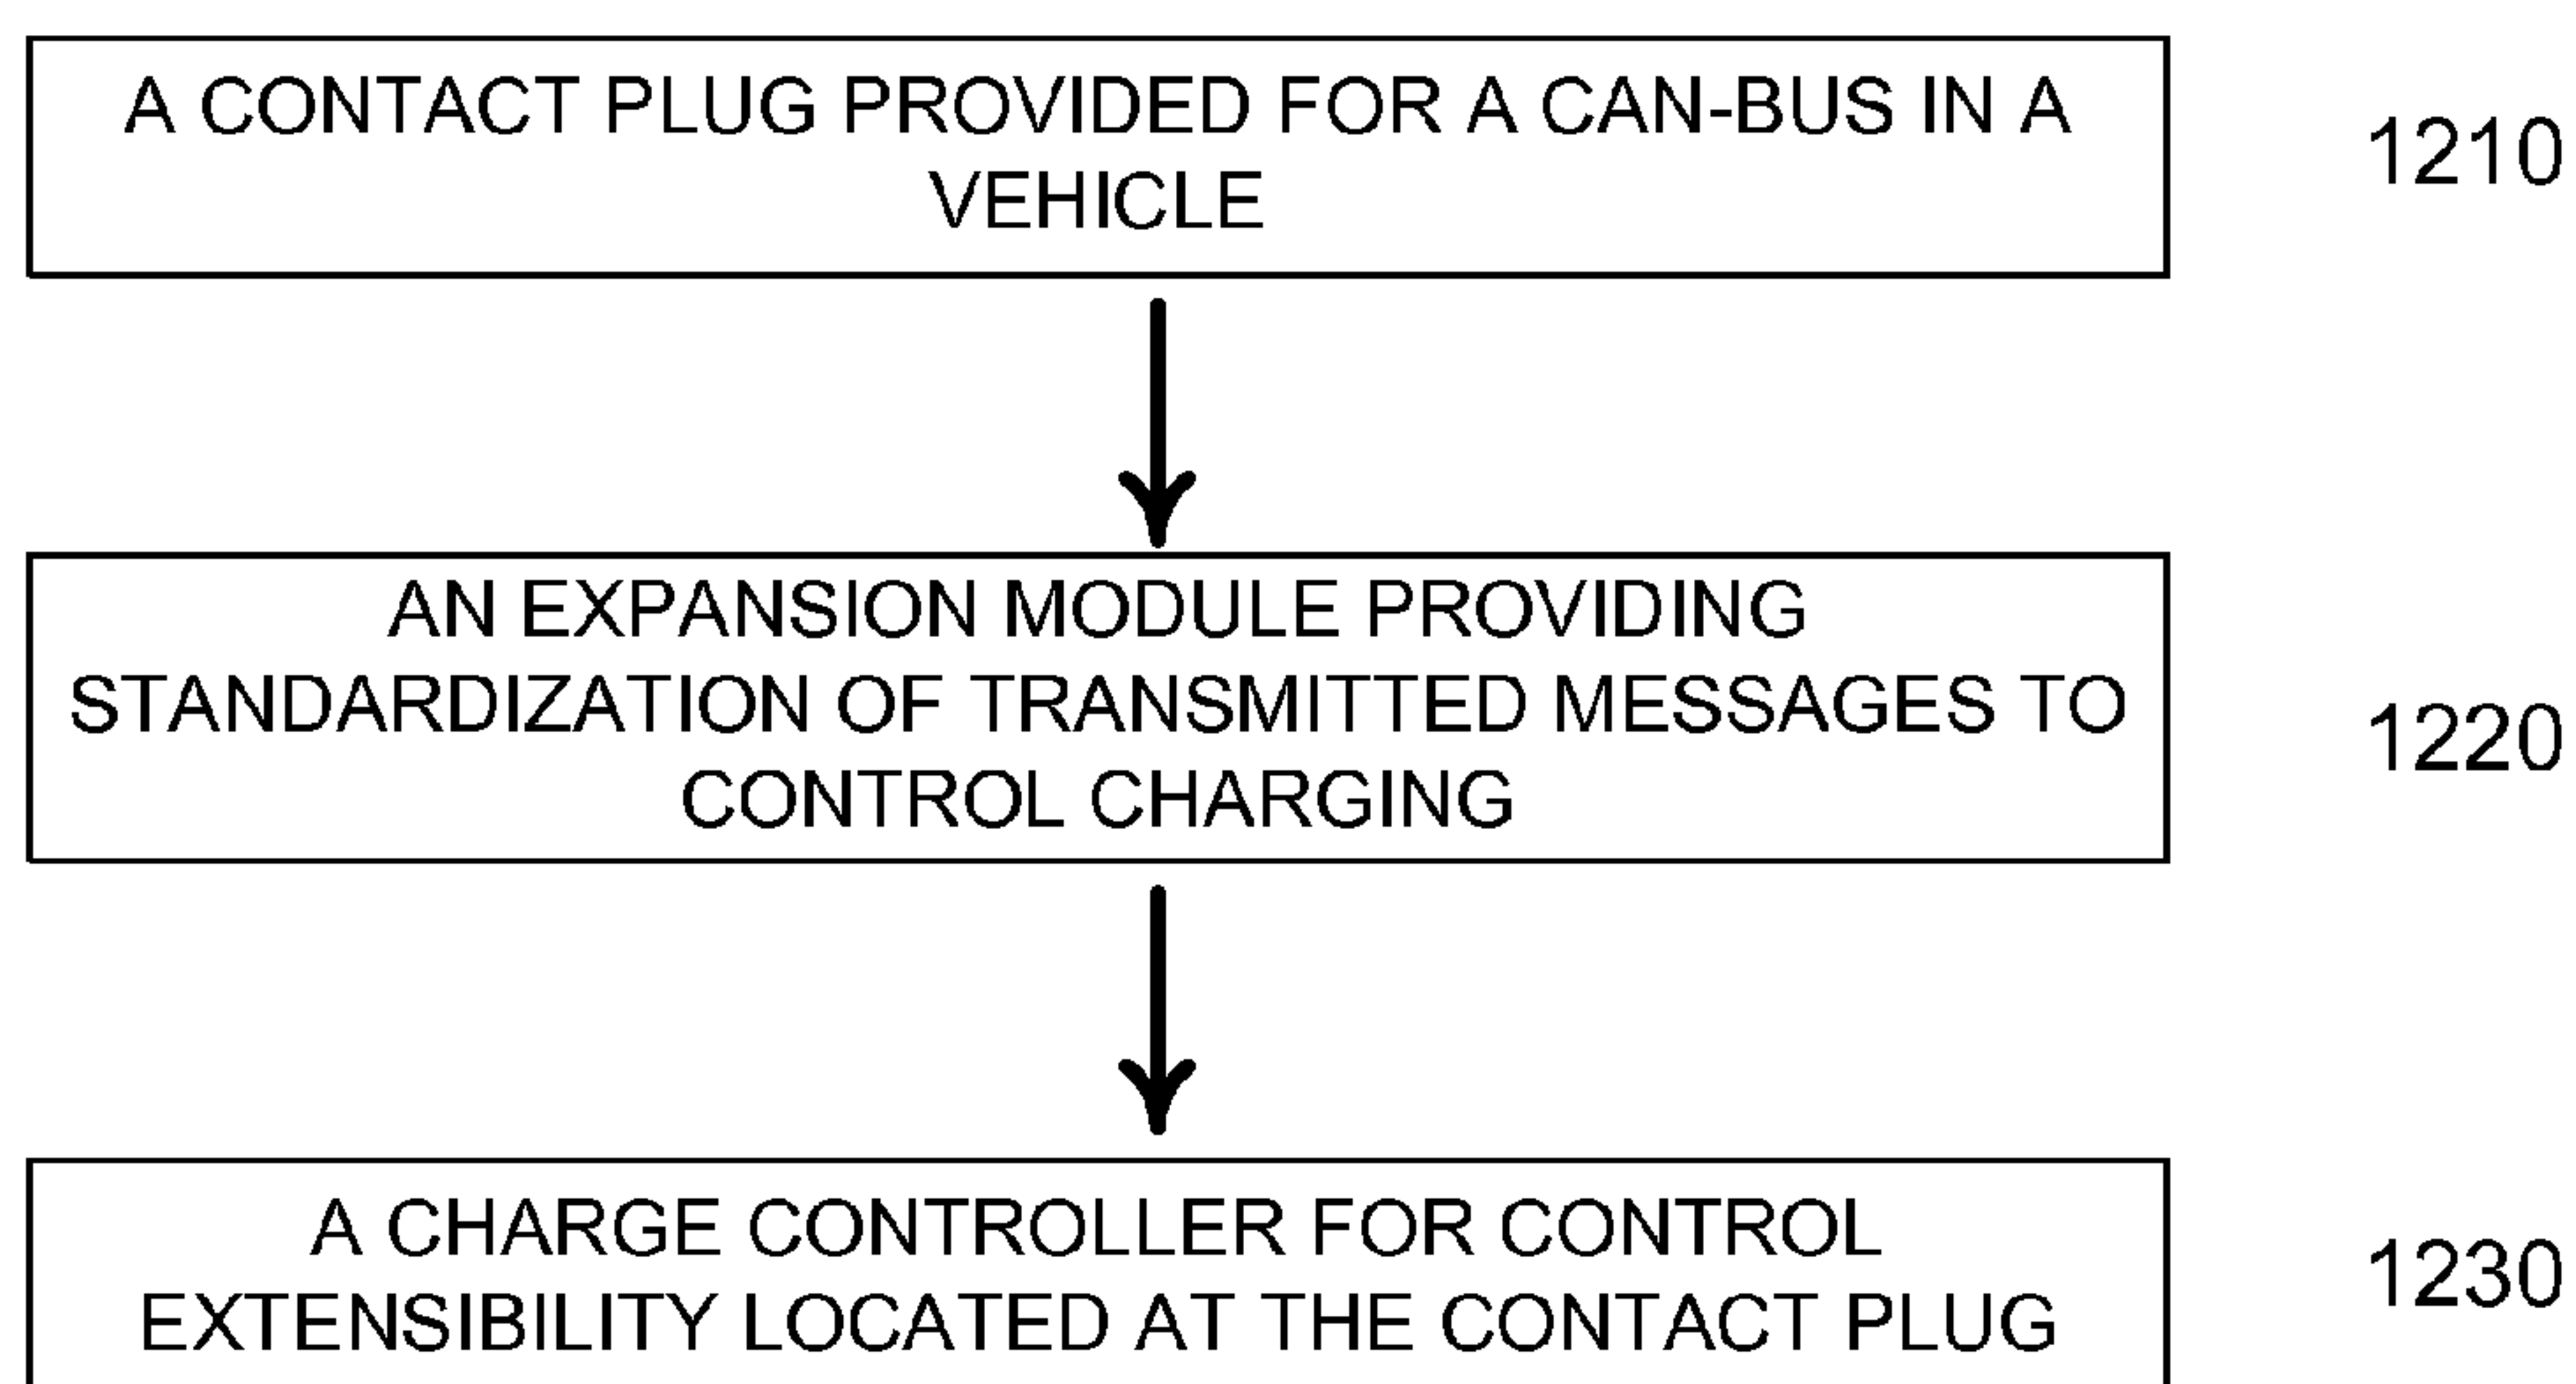 A CONTACT PLUG PROVIDED FOR A CAN-BUS IN A
VEHICLE
1210
AN EXPANSION MODULE PROVIDING
STANDARDIZATION OF TRANSMITTED MESSAGES TO
CONTROL CHARGING
1220
A CHARGE CONTROLLER FOR CONTROL
EXTENSIBILITY LOCATED AT THE CONTACT PLUG
1230